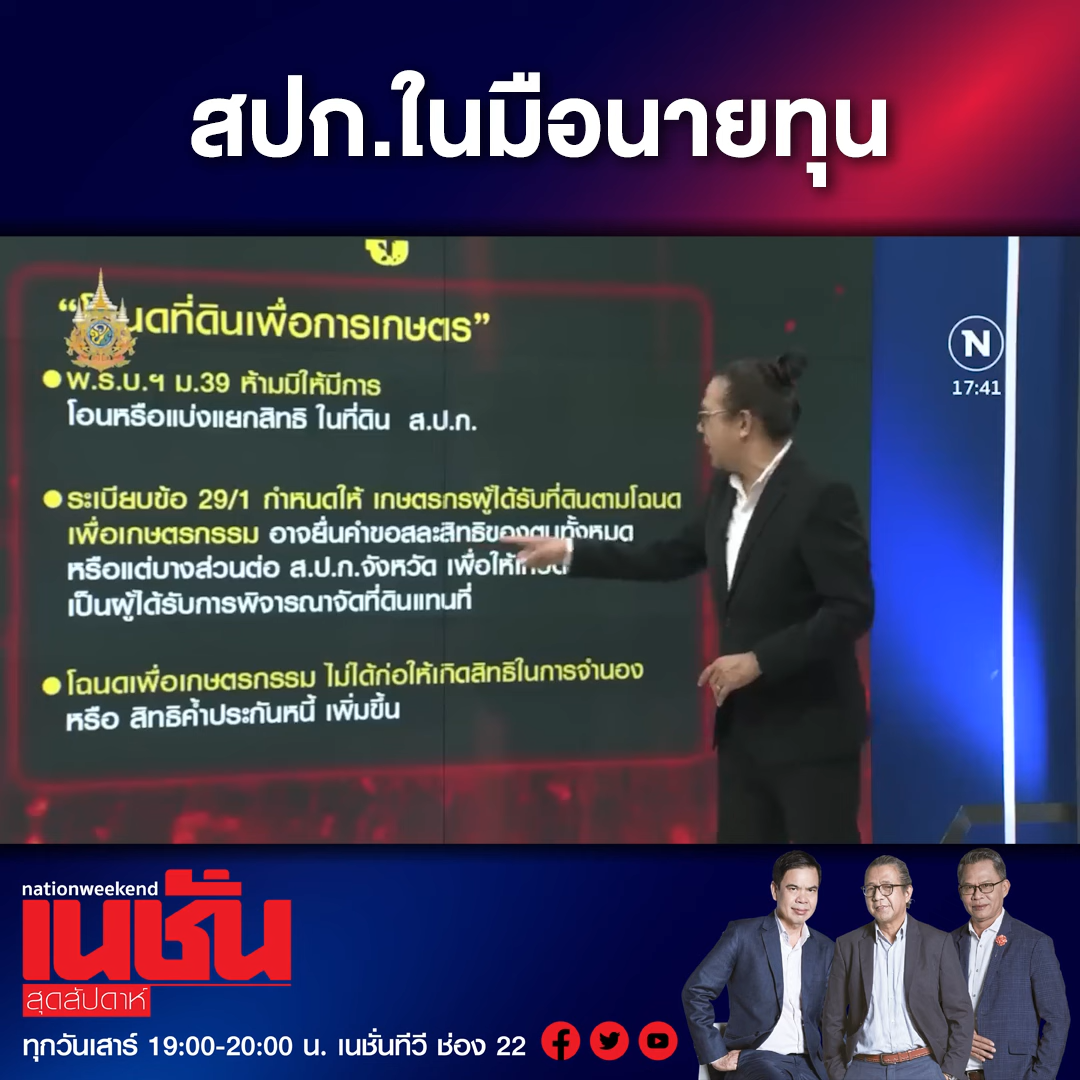 สปก.ในมือนายทุน
นดที่ดินเพื่อการเกษตร”
N
17:41
• พ.ร.บ.ฯ ม.39 ห้ามมิให้มีการ
โอนหรือแบ่งแยกสิทธิ ในที่ดิน ส.ป.ก.
• ระเบียบข้อ 29/1 กำหนดให้ เกษตรกรผู้ได้รับที่ดินตามโฉนด
เพื่อเกษตรกรรม อาจยื่นคำขอสละสิทธิของตนทั้งหมด
หรือแต่บางส่วนต่อ ส.ป.ก.จังหวัด เพื่อให้
เป็นผู้ได้รับการพิจารณาจัดที่ดินแทนที่
• โฉนดเพื่อเกษตรกรรม ไม่ได้ก่อให้เกิดสิทธิในการจำนอง
หรือ สิทธิค้ำประกันหนี้ เพิ่มขึ้น
nationweekend
เนชั่น
สุดสัปดาห์
ทุกวันเสาร์ 19:00-20:00 น. เนชั่นทีวี ช่อง 22